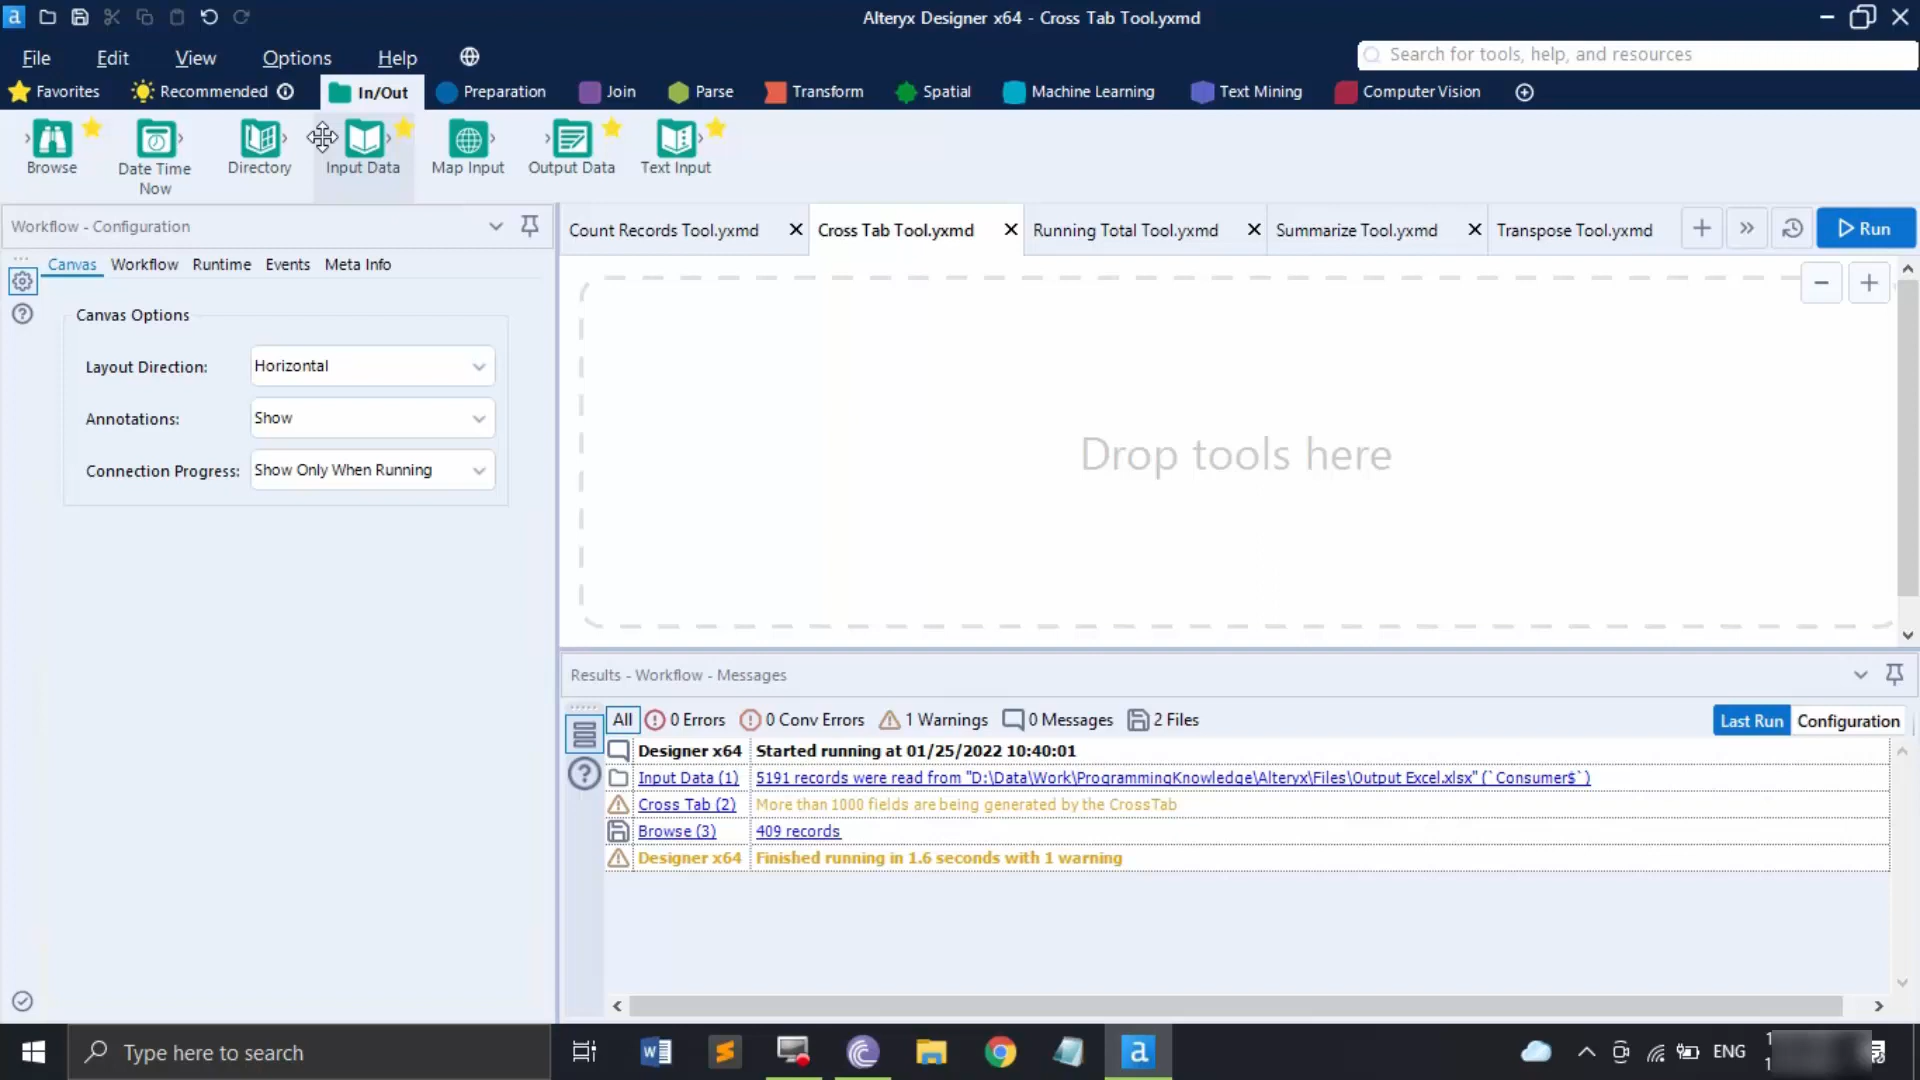 Alteryx Designer x64 - Cross Tab Tool.yxmd
File Edit View Options Help
Search for tools, help, and resources
Favorites Recommended In/Out Preparation Join Parse Transform Spatial Machine Learning Text Mining Computer Vision
Browse Date Time Now Directory Input Data Map Input Output Data Text Input
Workflow - Configuration
Count Records Tool.yxmd Cross Tab Tool.yxmd Running Total Tool.yxmd Summarize Tool.yxmd Transpose Tool.yxmd Run
Canvas Workflow Runtime Events Meta Info
Canvas Options
Layout Direction: Horizontal
Annotations: Show
Connection Progress: Show Only When Running
Drop tools here
Results - Workflow - Messages
All 0 Errors 0 Conv Errors 1 Warnings 0 Messages 2 Files Last Run Configuration
Designer x64 Started running at 01/25/2022 10:40:01
Input Data (1) 5191 records were read from "D:\Data\Work\ProgrammingKnowledge\Alteryx\Files\Output Excel.xlsx" (`Consumer$`)
Cross Tab (2) More than 1000 fields are being generated by the CrossTab
Browse (3) 409 records
Designer x64 Finished running in 1.6 seconds with 1 warning
Type here to search
ENG